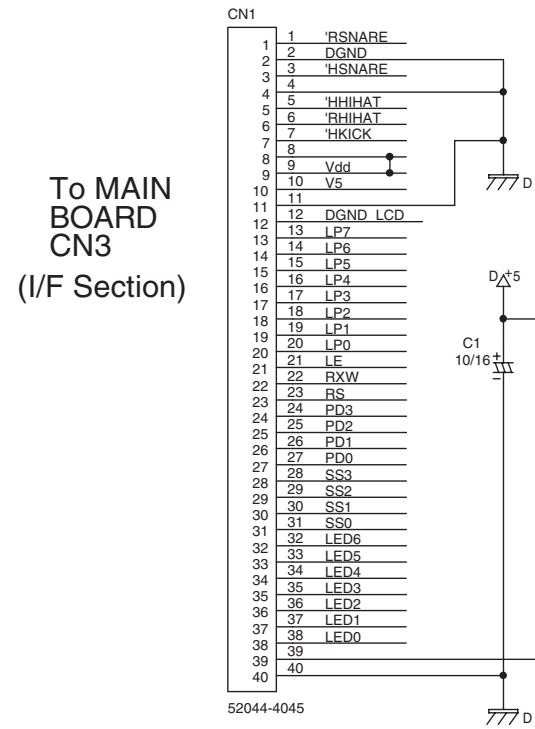 CN1
1 1 'RSNARE
2 2 DGND
3 3 'HSNARE
4 4
5 5 'HHIHAT
6 6 'RHIHAT
7 7 'HKICK
8 8
9 9 Vdd
10 10 V5
11 11
12 12 DGND_LCD
13 13 LP7
14 14 LP6
15 15 LP5
16 16 LP4
17 17 LP3
18 18 LP2
19 19 LP1
20 20 LP0
21 21 LE
22 22 RXW
23 23 RS
24 24 PD3
25 25 PD2
26 26 PD1
27 27 PD0
28 28 SS3
29 29 SS2
30 30 SS1
31 31 SS0
32 32 LED6
33 33 LED5
34 34 LED4
35 35 LED3
36 36 LED2
37 37 LED1
38 38 LED0
39 39
40 40
52044-4045
To MAIN
BOARD
CN3
(I/F Section)
D
D +5
C1
10/16
+
−
D